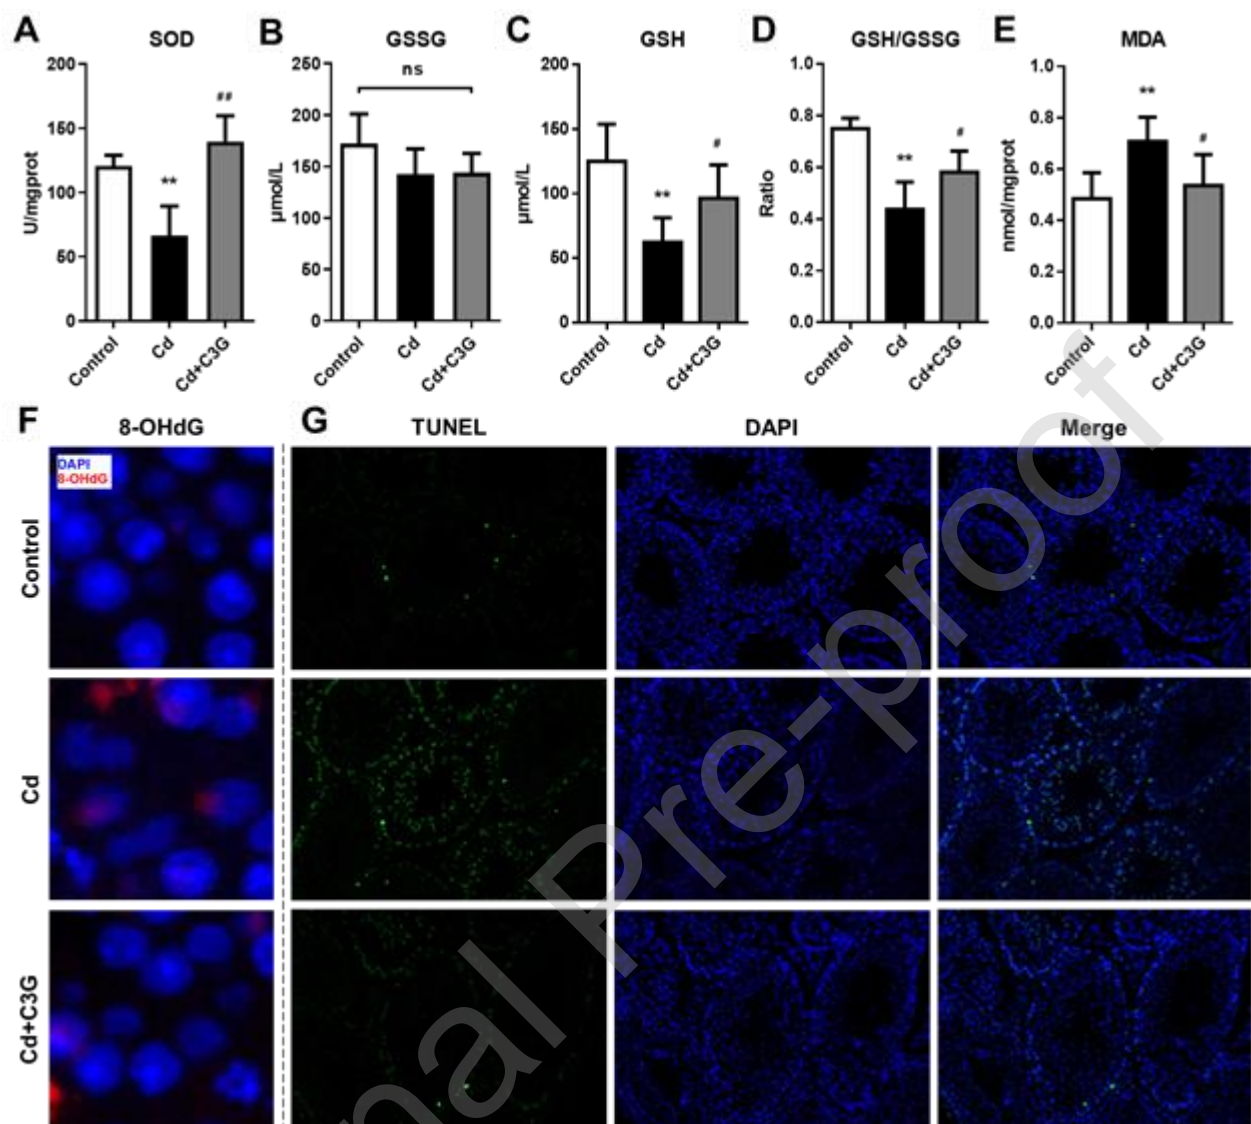 A SOD
200
150
100
50
0
U/mgprot
**
##
Control
Cd
Cd+C3G
B GSSG
250
200
150
100
50
0
µmol/L
ns
Control
Cd
Cd+C3G
C GSH
200
150
100
50
0
µmol/L
**
#
Control
Cd
Cd+C3G
D GSH/GSSG
1.0
0.8
0.6
0.4
0.2
0.0
Ratio
**
#
Control
Cd
Cd+C3G
E MDA
1.0
0.8
0.6
0.4
0.2
0.0
nmol/mgprot
**
#
Control
Cd
Cd+C3G
F 8-OHdG
G TUNEL DAPI Merge
DAPI
8-OHdG
Control
Cd
Cd+C3G
nal Pre-proof